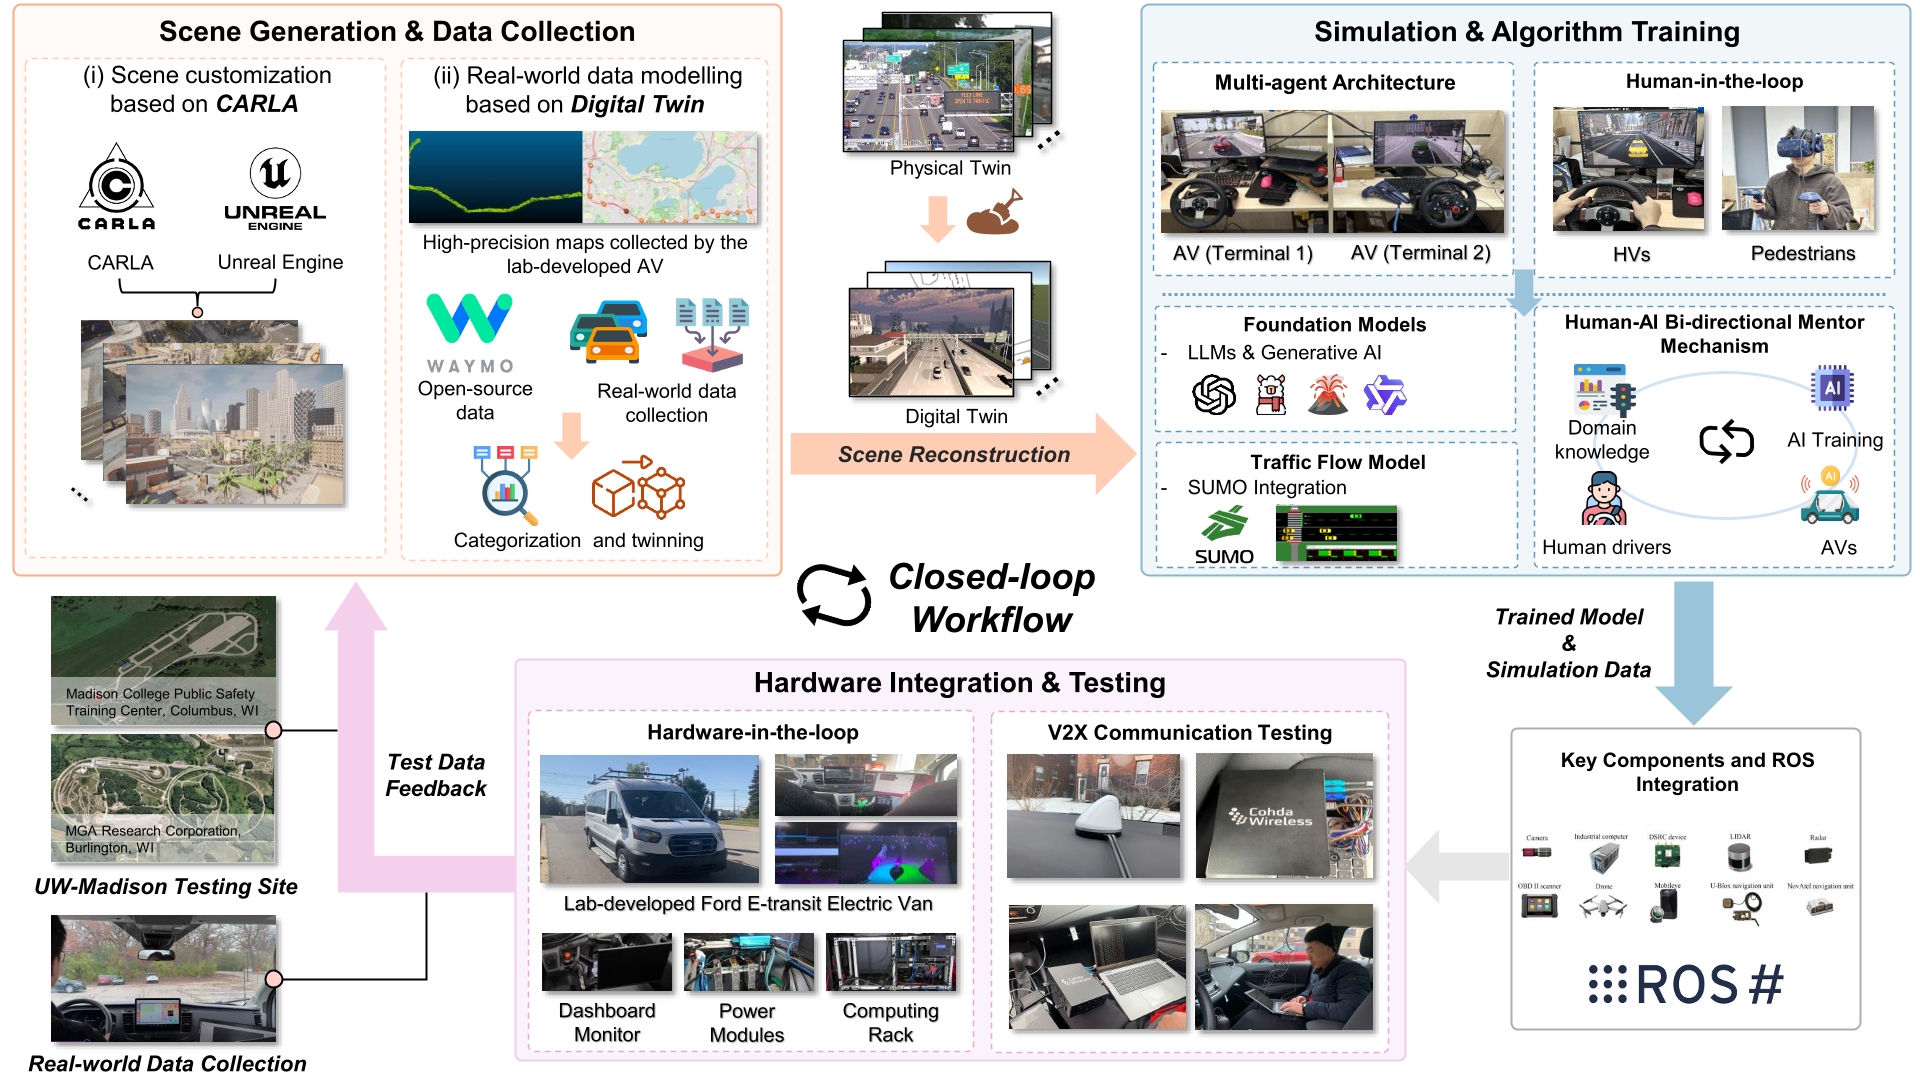 Scene Generation & Data Collection
(i) Scene customization
based on CARLA
CARLA
UNREAL
ENGINE
CARLA
Unreal Engine
(ii) Real-world data modelling
based on Digital Twin
High-precision maps collected by the
lab-developed AV
WAYMO
Open-source
data
Real-world data
collection
Categorization and twinning
Physical Twin
Digital Twin
Scene Reconstruction
Simulation & Algorithm Training
Multi-agent Architecture
AV (Terminal 1)
AV (Terminal 2)
Human-in-the-loop
HVs
Pedestrians
Foundation Models
- LLMs & Generative AI
Traffic Flow Model
- SUMO Integration
SUMO
Human-AI Bi-directional Mentor
Mechanism
Domain
knowledge
AI
AI Training
AI
Human drivers
AVs
Closed-loop
Workflow
Trained Model
&
Simulation Data
Key Components and ROS
Integration
Camera
Industrial computer
DSRC device
LIDAR
Radar
OBD II scanner
Drone
Mobileye
U-Blox navigation unit
NovAtel navigation unit
ROS #
Hardware Integration & Testing
Hardware-in-the-loop
Lab-developed Ford E-transit Electric Van
Dashboard
Monitor
Power
Modules
Computing
Rack
V2X Communication Testing
Cohda
Wireless
Test Data
Feedback
Madison College Public Safety
Training Center, Columbus, WI
MGA Research Corporation,
Burlington, WI
UW-Madison Testing Site
Real-world Data Collection